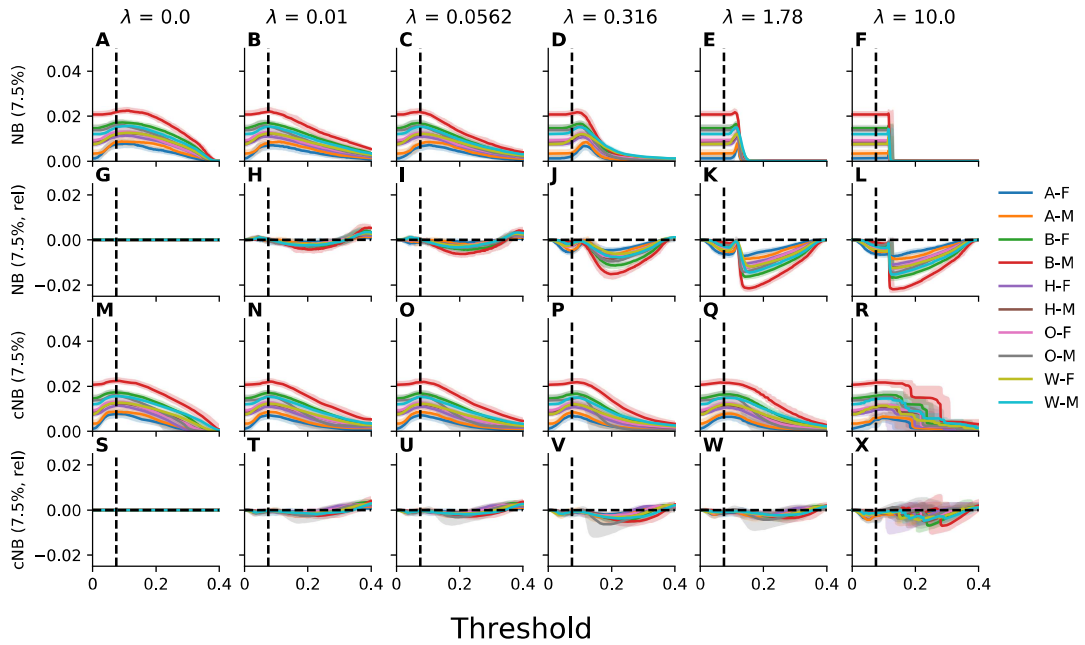 λ = 0.0 λ = 0.01 λ = 0.0562 λ = 0.316 λ = 1.78 λ = 10.0
A B C D E F
NB (7.5%)
0.04
0.02
0.00
G H I J K L
NB (7.5%, rel)
0.02
0.00
−0.02
M N O P Q R
cNB (7.5%)
0.04
0.02
0.00
S T U V W X
cNB (7.5%, rel)
0.02
0.00
−0.02
0 0.2 0.4 0 0.2 0.4 0 0.2 0.4 0 0.2 0.4 0 0.2 0.4 0 0.2 0.4
Threshold
A-F
A-M
B-F
B-M
H-F
H-M
O-F
O-M
W-F
W-M